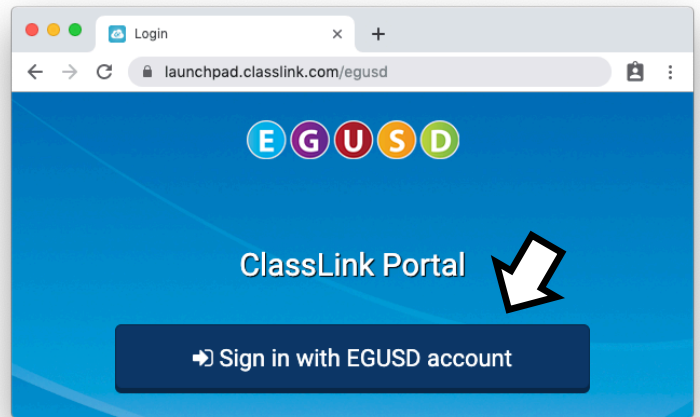 Login
launchpad.classlink.com/egusd
EGUSD
ClassLink Portal
Sign in with EGUSD account